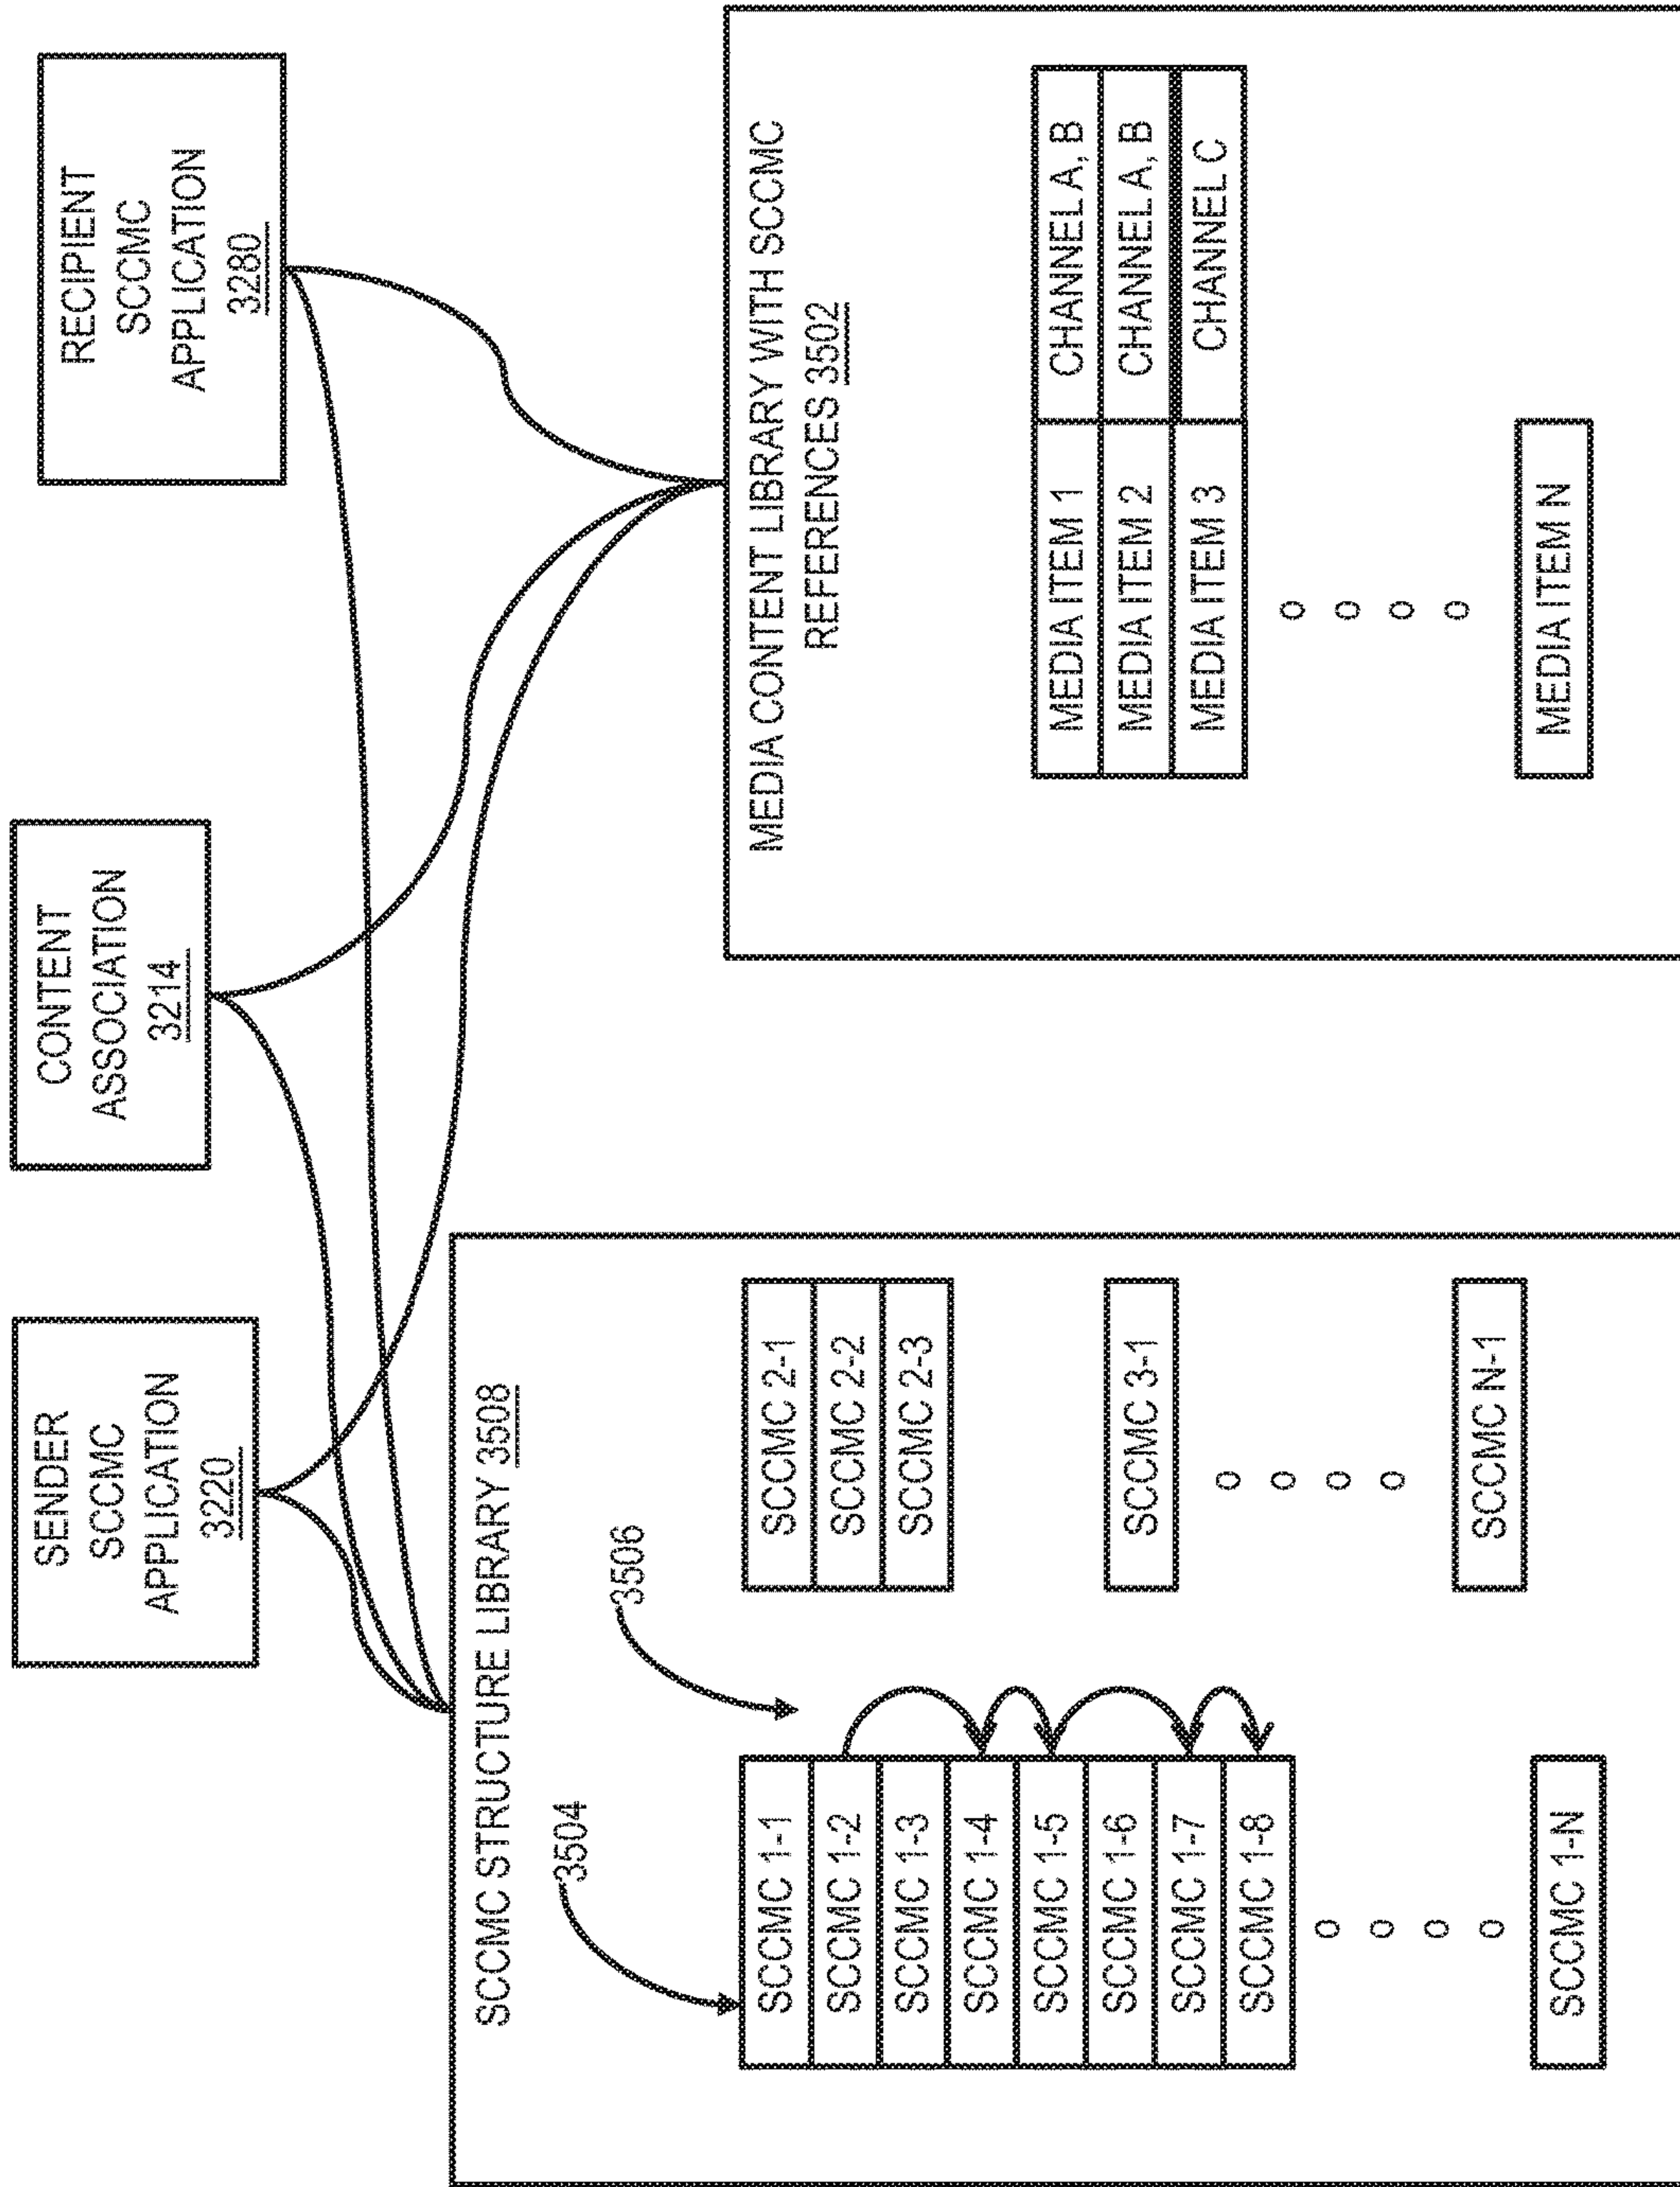 SENDER
SCCMC
APPLICATION
3220
CONTENT
ASSOCIATION
3214
RECIPIENT
SCCMC
APPLICATION
3280
SCCMC STRUCTURE LIBRARY 3508
3504
3506
SCCMC 1-1
SCCMC 1-2
SCCMC 1-3
SCCMC 1-4
SCCMC 1-5
SCCMC 1-6
SCCMC 1-7
SCCMC 1-8
SCCMC 1-N
SCCMC 2-1
SCCMC 2-2
SCCMC 2-3
SCCMC 3-1
SCCMC N-1
MEDIA CONTENT LIBRARY WITH SCCMC
REFERENCES 3502
MEDIA ITEM 1 CHANNEL A, B
MEDIA ITEM 2 CHANNEL A, B
MEDIA ITEM 3 CHANNEL C
MEDIA ITEM N